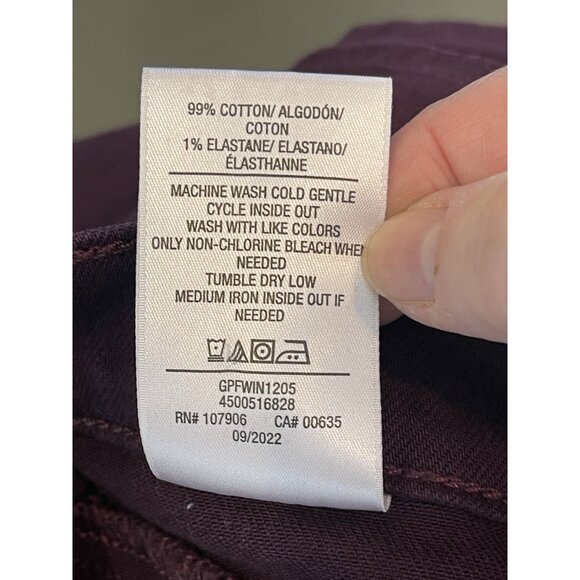 99% COTTON/ ALGODÓN/
COTON
1% ELASTANE/ ELASTANO/
ÉLASTHANNE
MACHINE WASH COLD GENTLE
CYCLE INSIDE OUT
WASH WITH LIKE COLORS
ONLY NON-CHLORINE BLEACH WHEN
NEEDED
TUMBLE DRY LOW
MEDIUM IRON INSIDE OUT IF
NEEDED
GPFWIN1205
4500516828
RN# 107906 CA# 00635
09/2022